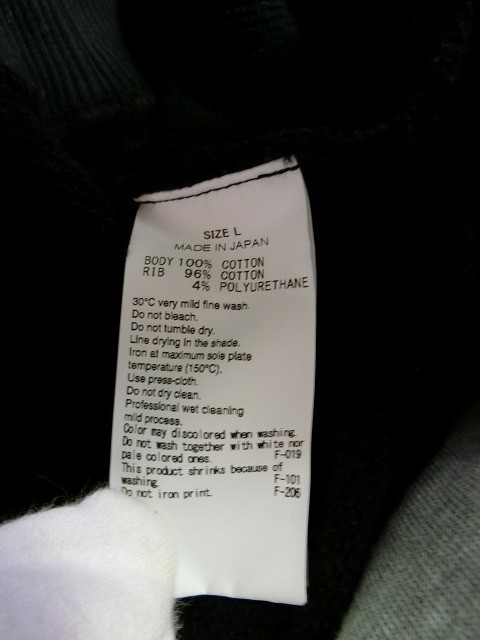 SIZE L
MADE IN JAPAN
BODY 100% COTTON
RIB 96% COTTON
4% POLYURETHANE
30°C very mild fine wash.
Do not bleach.
Do not tumble dry.
Line drying in the shade.
Iron at maximum sole plate
temperature (150°C).
Use press-cloth.
Do not dry clean.
Professional wet cleaning
mild process.
Color may discolored when washing.
Do not wash together with white nor
pale colored ones. F-019
This product shrinks because of
washing. F-101
Do not iron print. F-206